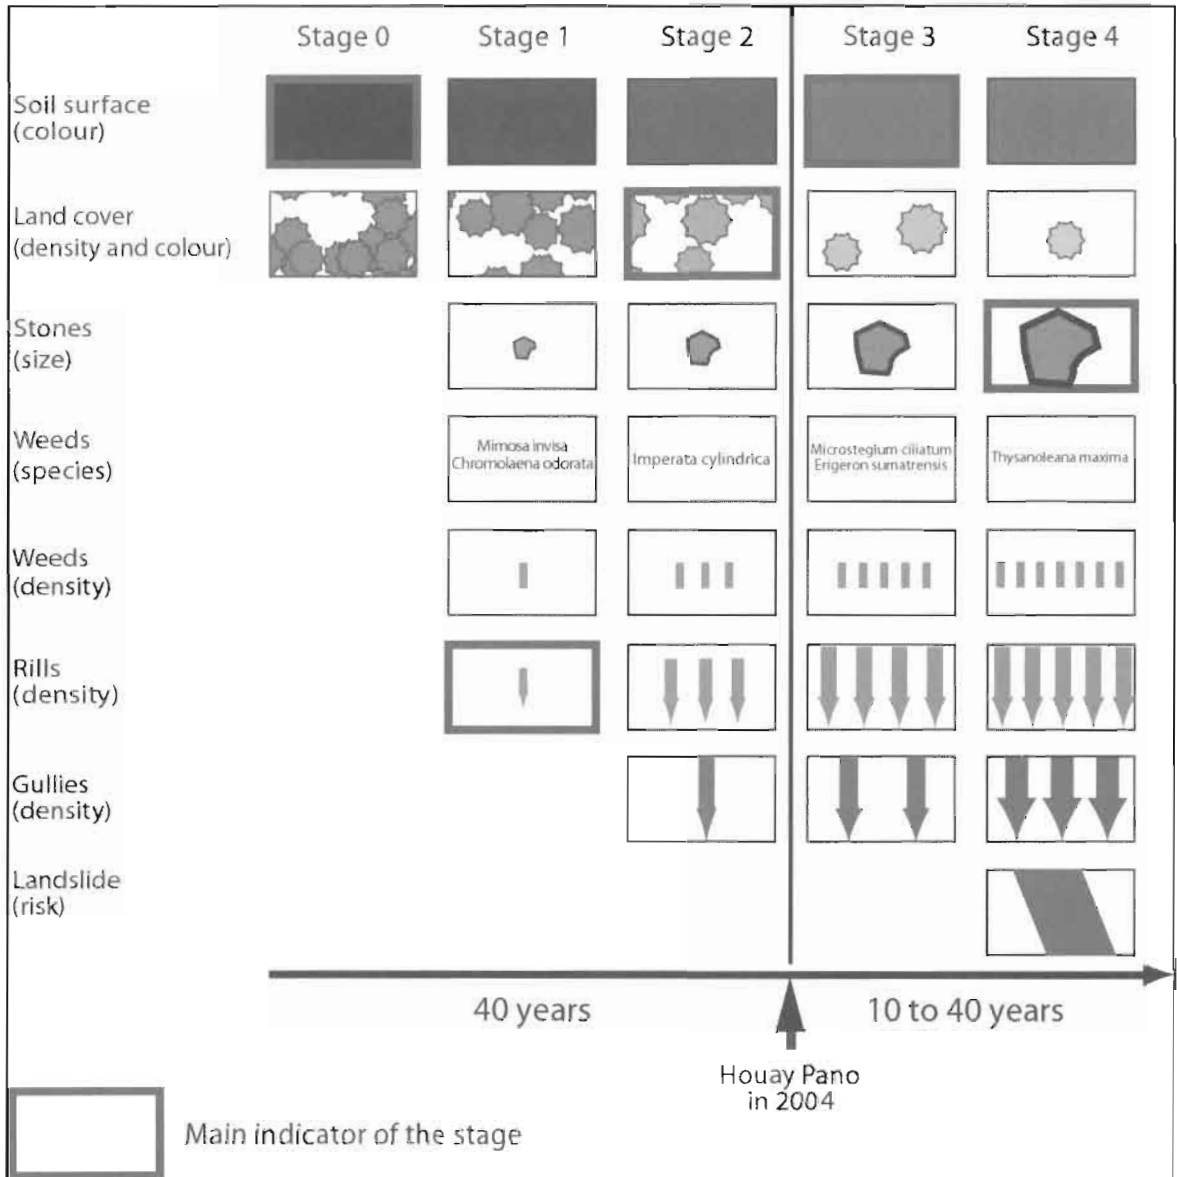 Stage 0
Stage 1
Stage 2
Stage 3
Stage 4
Soil surface
(colour)
Land cover
(density and colour)
Stones
(size)
Weeds
(species)
Mimosa invisa
Chromolaena odorata
Imperata cylindrica
Microstegium ciliatum
Erigeron sumatrensis
Thysanoleana maxima
Weeds
(density)
Rills
(density)
Gullies
(density)
Landslide
(risk)
40 years
10 to 40 years
Houay Pano
in 2004
Main indicator of the stage